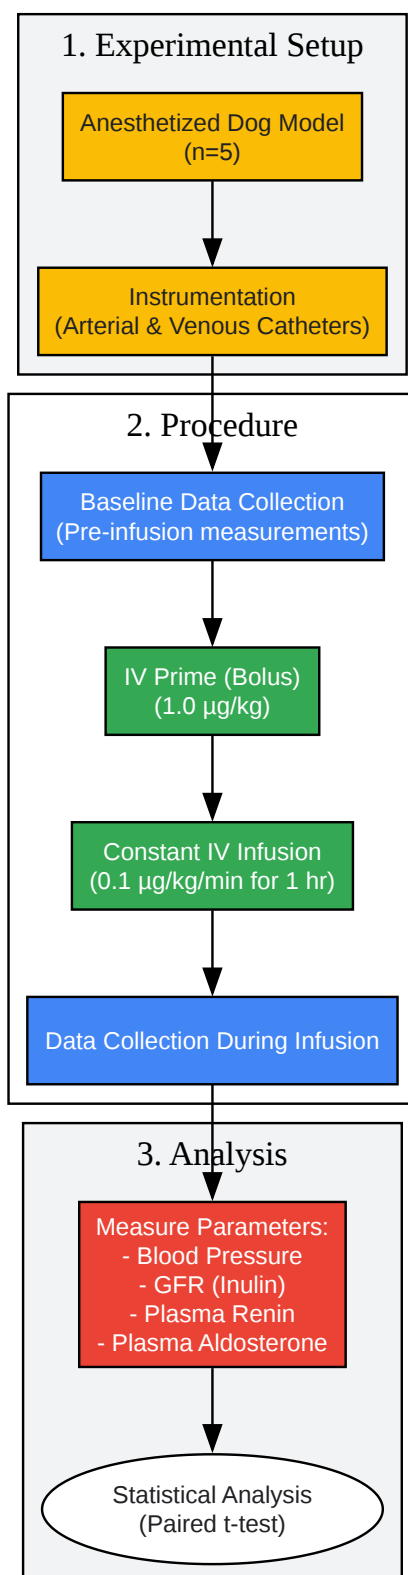 1. Experimental Setup
Anesthetized Dog Model
(n=5)
Instrumentation
(Arterial & Venous Catheters)
2. Procedure
Baseline Data Collection
(Pre-infusion measurements)
IV Prime (Bolus)
(1.0 µg/kg)
Constant IV Infusion
(0.1 µg/kg/min for 1 hr)
Data Collection During Infusion
3. Analysis
Measure Parameters:
- Blood Pressure
- GFR (Inulin)
- Plasma Renin
- Plasma Aldosterone
Statistical Analysis
(Paired t-test)